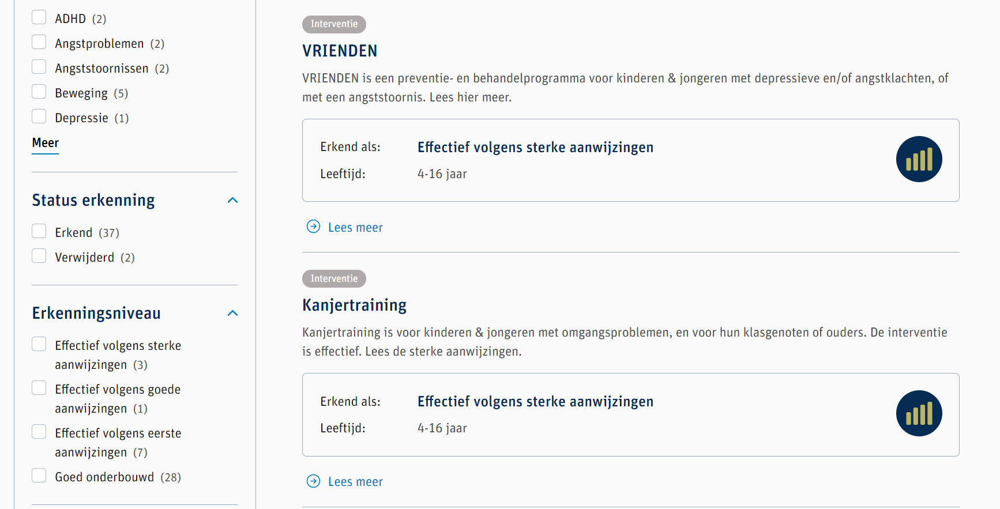 ADHD (2)
Angstproblemen (2)
Angststoornissen (2)
Beweging (5)
Depressie (1)
Meer
Status erkenning
Erkend (37)
Verwijderd (2)
Erkenningsniveau
Effectief volgens sterke
aanwijzingen (3)
Effectief volgens goede
aanwijzingen (1)
Effectief volgens eerste
aanwijzingen (7)
Goed onderbouwd (28)
Interventie
VRIENDEN
VRIENDEN is een preventie- en behandelprogramma voor kinderen & jongeren met depressieve en/of angstklachten, of
met een angststoornis. Lees hier meer.
Erkend als: Effectief volgens sterke aanwijzingen
Leeftijd: 4-16 jaar
Lees meer
Interventie
Kanjertraining
Kanjertraining is voor kinderen & jongeren met omgangsproblemen, en voor hun klasgenoten of ouders. De interventie
is effectief. Lees de sterke aanwijzingen.
Erkend als: Effectief volgens sterke aanwijzingen
Leeftijd: 4-16 jaar
Lees meer